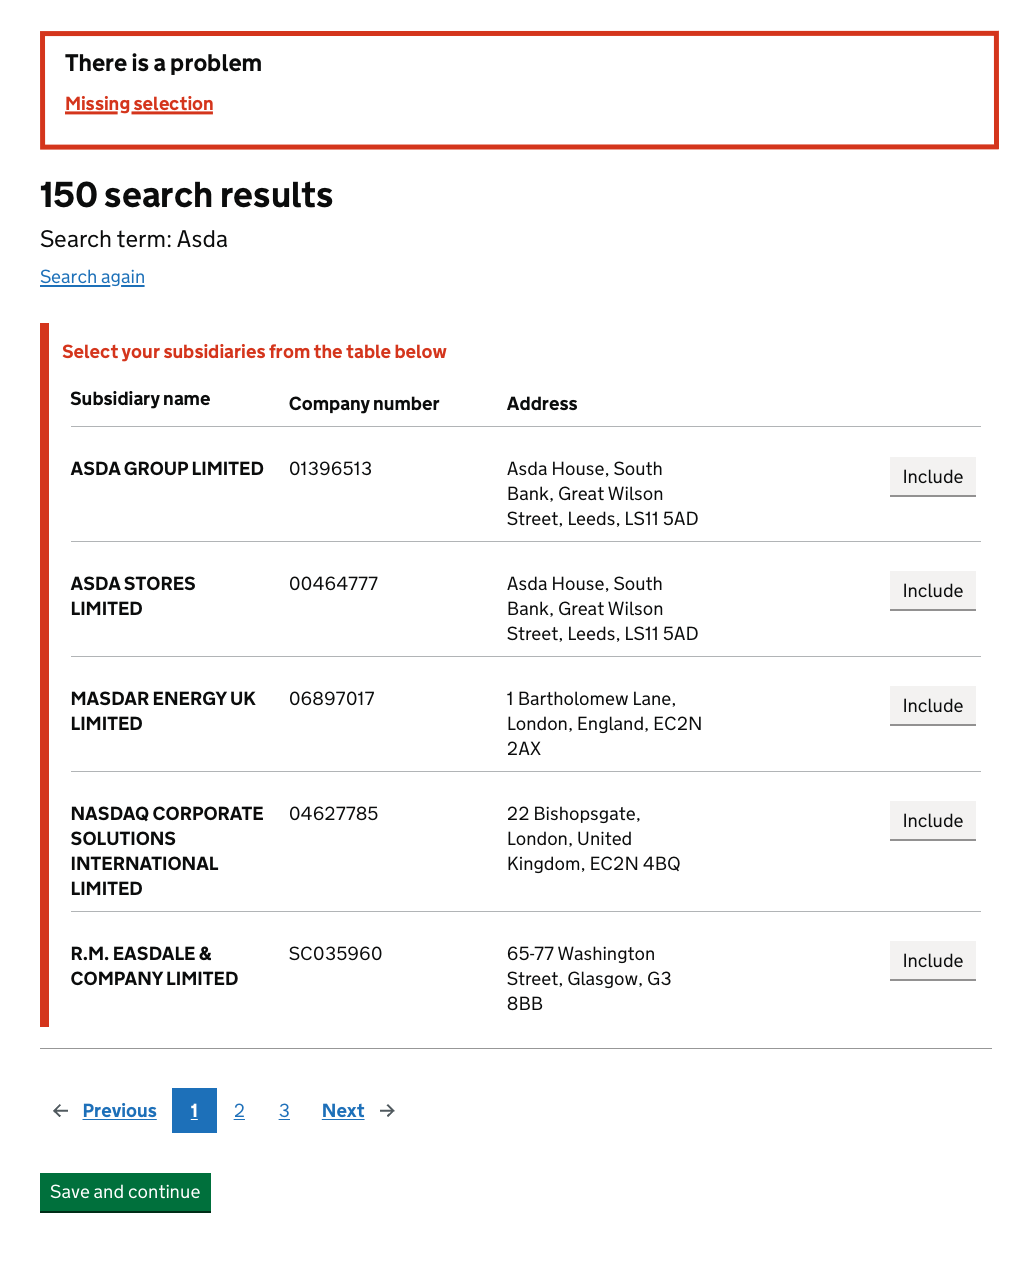 There is a problem
Missing selection
150 search results
Search term: Asda
Search again
Select your subsidiaries from the table below
Subsidiary name Company number Address
ASDA GROUP LIMITED 01396513 Asda House, South Include
Bank, Great Wilson
Street, Leeds, LS11 5AD
ASDA STORES 00464777 Asda House, South Include
LIMITED Bank, Great Wilson
Street, Leeds, LS11 5AD
MASDAR ENERGY UK 06897017 1 Bartholomew Lane, Include
LIMITED London, England, EC2N
2AX
NASDAQ CORPORATE 04627785 22 Bishopsgate, Include
SOLUTIONS London, United
INTERNATIONAL Kingdom, EC2N 4BQ
LIMITED
R.M. EASDALE & SC035960 65-77 Washington Include
COMPANY LIMITED Street, Glasgow, G3
8BB
← Previous 1 2 3 Next →
Save and continue